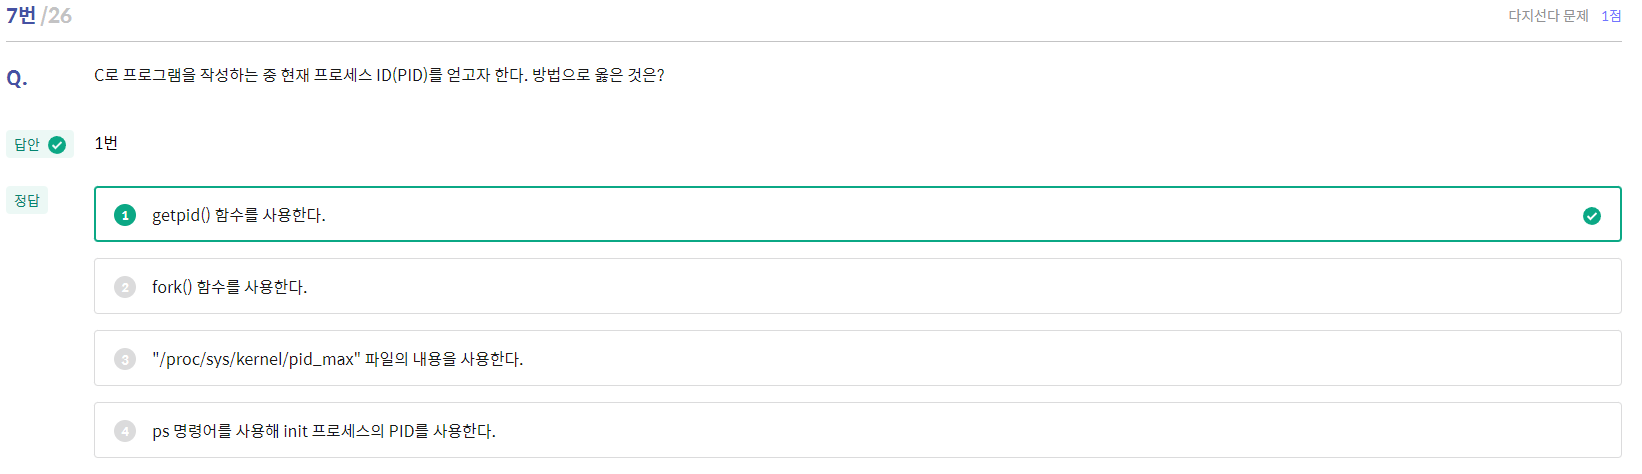 7번 /26
다지선다 문제 1점
Q. C로 프로그램을 작성하는 중 현재 프로세스 ID(PID)를 얻고자 한다. 방법으로 옳은 것은?
답안 1번
정답
1 getpid() 함수를 사용한다.
2 fork() 함수를 사용한다.
3 "/proc/sys/kernel/pid_max" 파일의 내용을 사용한다.
4 ps 명령어를 사용해 init 프로세스의 PID를 사용한다.